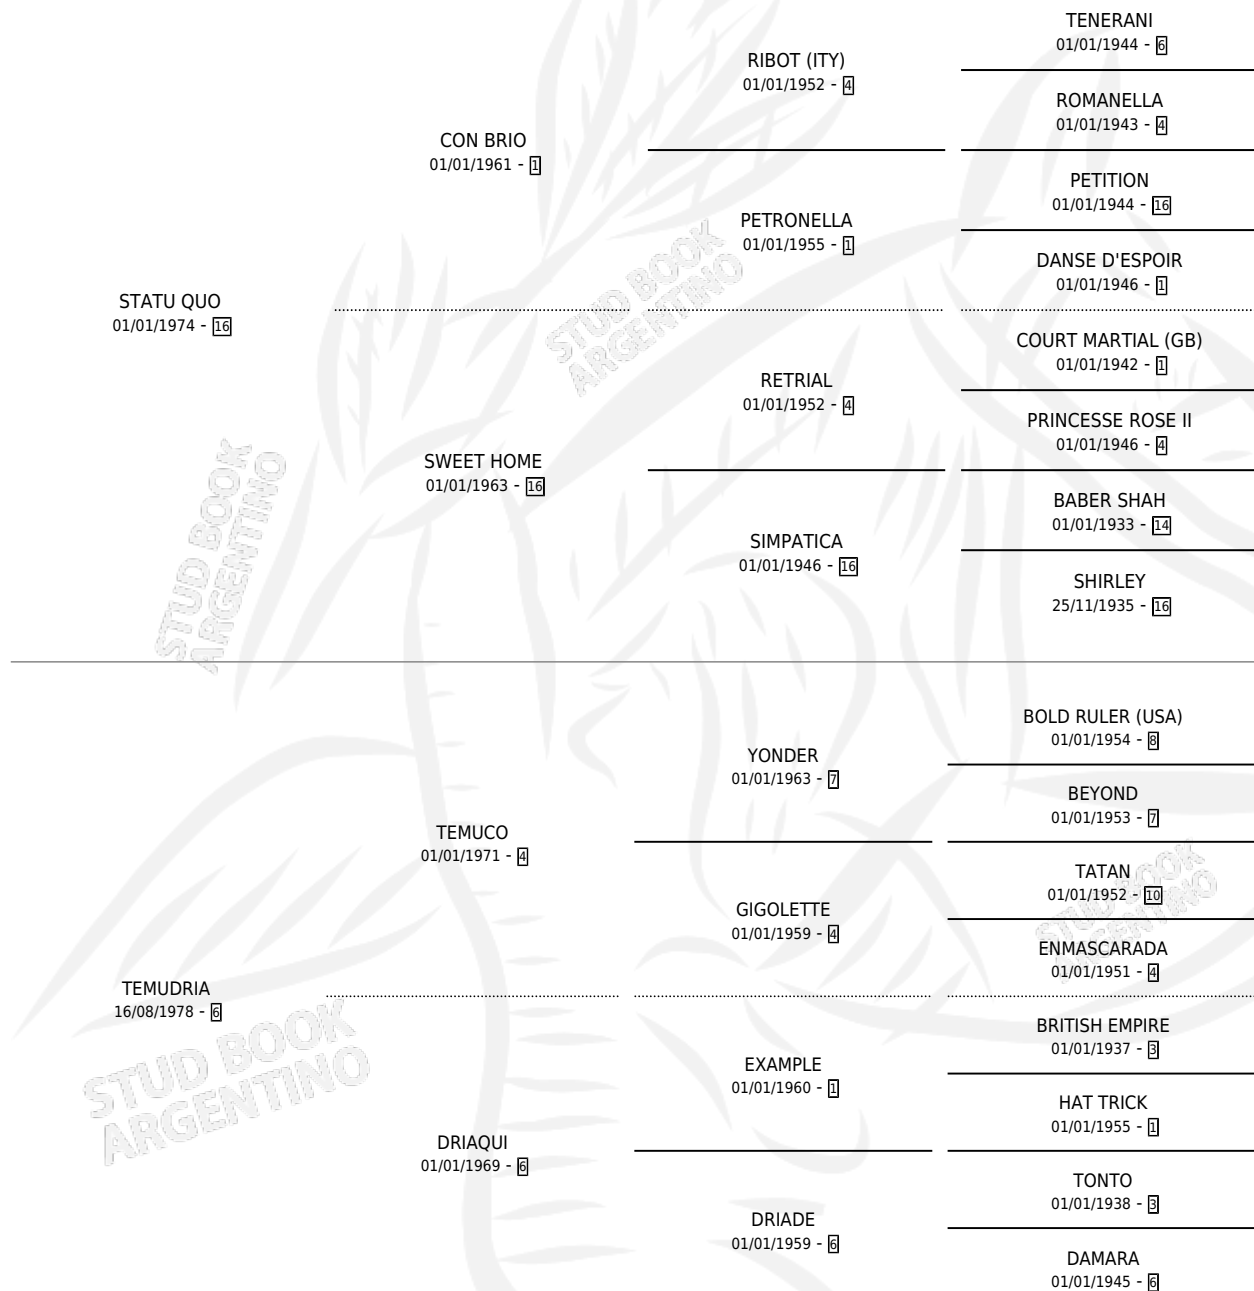 TENERANI
01/01/1944 - 6
RIBOT (ITY)
01/01/1952 - 4
ROMANELLA
01/01/1943 - 4
CON BRIO
01/01/1961 - 1
PETITION
01/01/1944 - 16
PETRONELLA
01/01/1955 - 1
DANSE D'ESPOIR
01/01/1946 - 1
STATU QUO
01/01/1974 - 16
COURT MARTIAL (GB)
01/01/1942 - 1
RETRIAL
01/01/1952 - 4
PRINCESSE ROSE II
01/01/1946 - 4
SWEET HOME
01/01/1963 - 16
BABER SHAH
01/01/1933 - 14
SIMPATICA
01/01/1946 - 16
SHIRLEY
25/11/1935 - 16
BOLD RULER (USA)
01/01/1954 - 8
YONDER
01/01/1963 - 7
BEYOND
01/01/1953 - 7
TEMUCO
01/01/1971 - 4
TATAN
01/01/1952 - 10
GIGOLETTE
01/01/1959 - 4
ENMASCARADA
01/01/1951 - 4
TEMUDRIA
16/08/1978 - 6
BRITISH EMPIRE
01/01/1937 - 3
EXAMPLE
01/01/1960 - 1
HAT TRICK
01/01/1955 - 1
DRIAQUI
01/01/1969 - 6
TONTO
01/01/1938 - 3
DRIADE
01/01/1959 - 6
DAMARA
01/01/1945 - 6
STUD BOOK
ARGENTINO
STUD BOOK
ARGENTINO
STUD BOOK
ARGENTINO
STUD BOOK
ARGENTINO